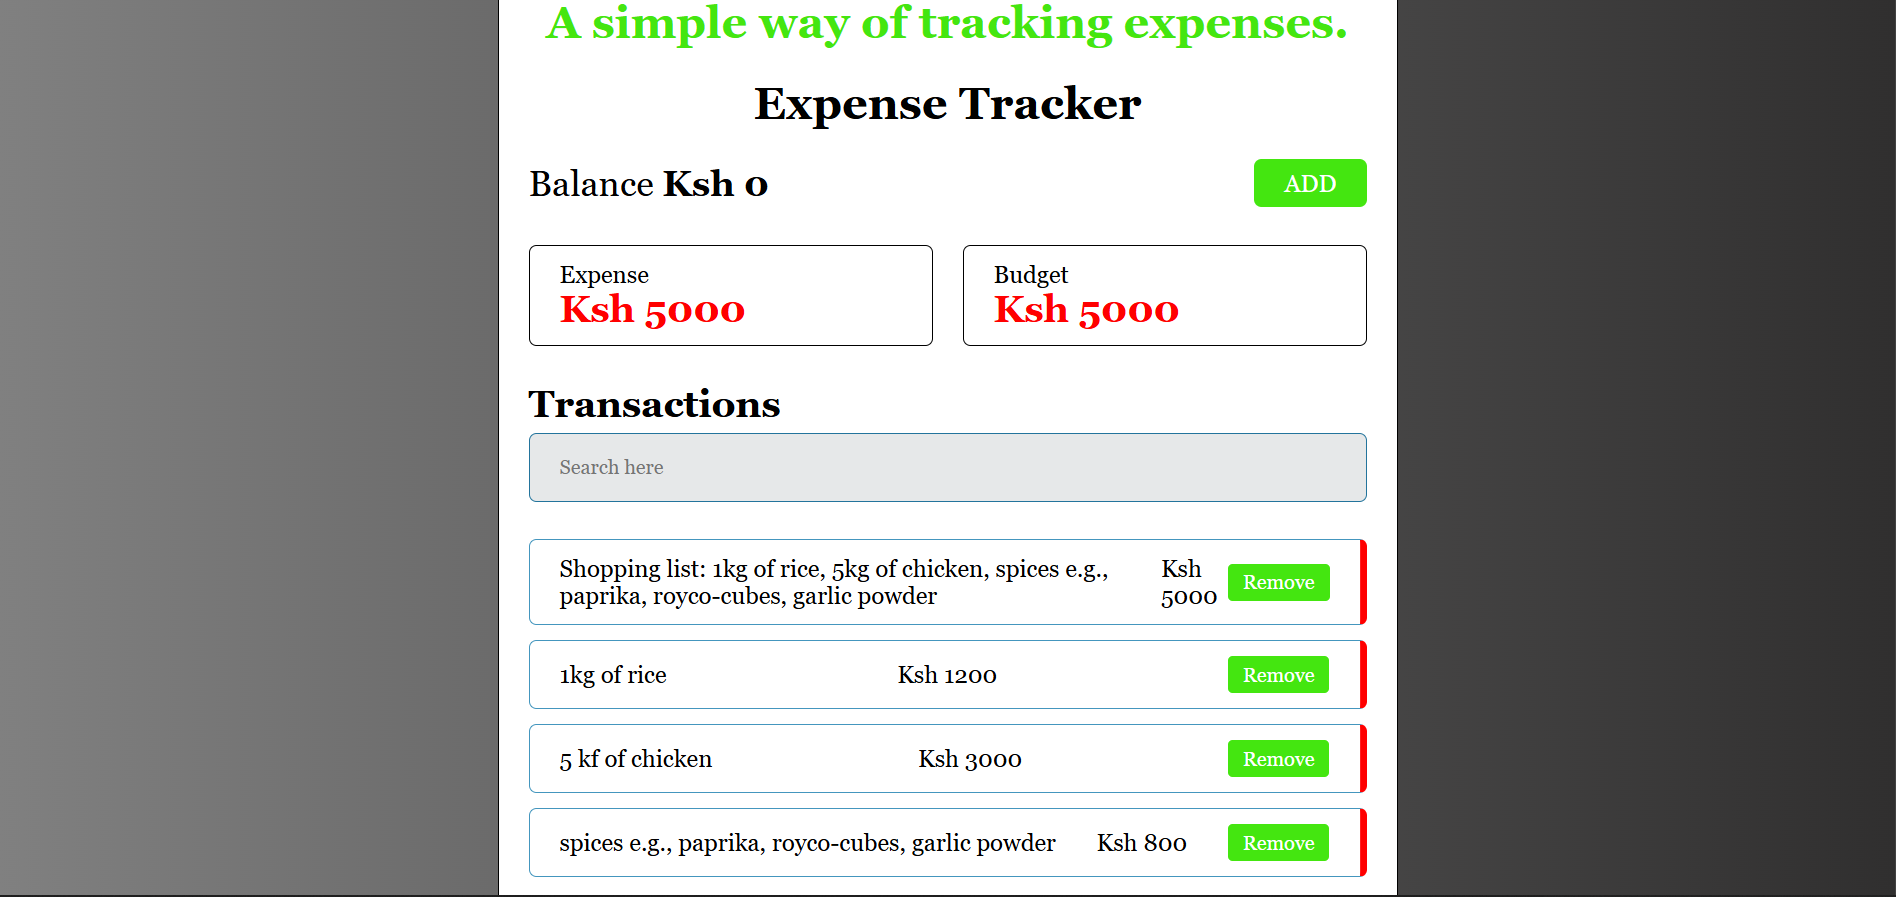 A simple way of tracking expenses.
Expense Tracker
Balance Ksh 0
ADD
Expense
Ksh 5000
Budget
Ksh 5000
Transactions
Search here
Shopping list: 1kg of rice, 5kg of chicken, spices e.g.,
paprika, royco-cubes, garlic powder
Ksh
5000
Remove
1kg of rice
Ksh 1200
Remove
5 kf of chicken
Ksh 3000
Remove
spices e.g., paprika, royco-cubes, garlic powder
Ksh 800
Remove